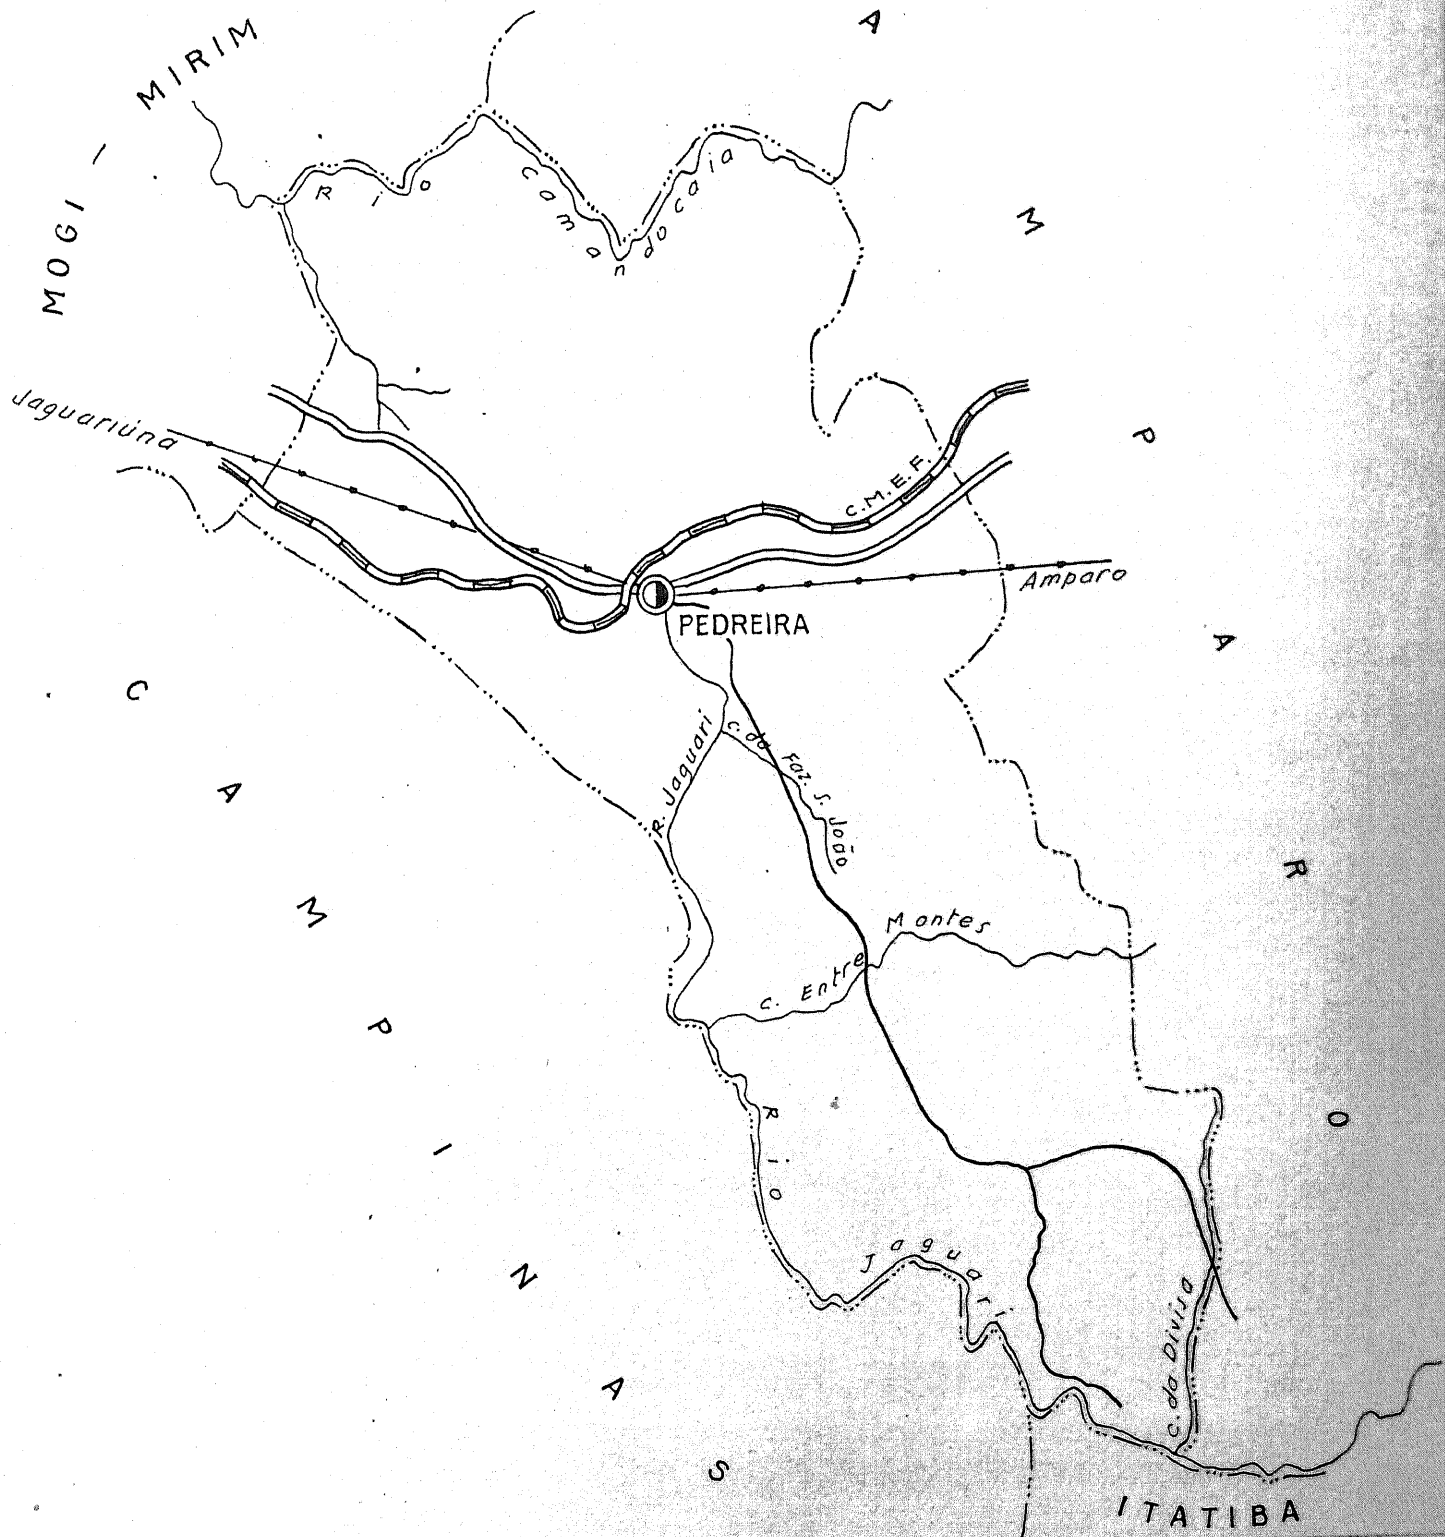 MOGI - MIRIM
AMPARO
Rio Camandocaia
Jaguariúna
C.M.E.F.
Amparo
PEDREIRA
CAMPINAS
R. Jaguari
C. da Faz. S. João
C. Entre Montes
Rio Jaguari
C. da Divisa
ITATIBA